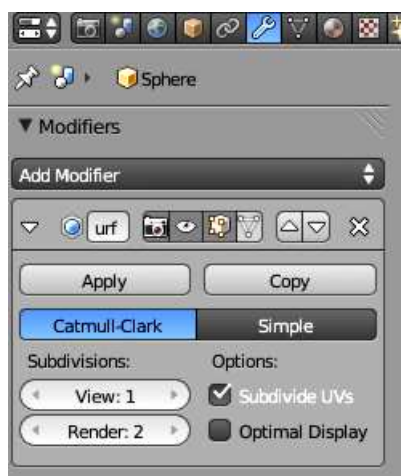 Sphere
Modifiers
Add Modifier
urf
Apply Copy
Catmull-Clark Simple
Subdivisions: Options:
View: 1 Subdivide UVs
Render: 2 Optimal Display